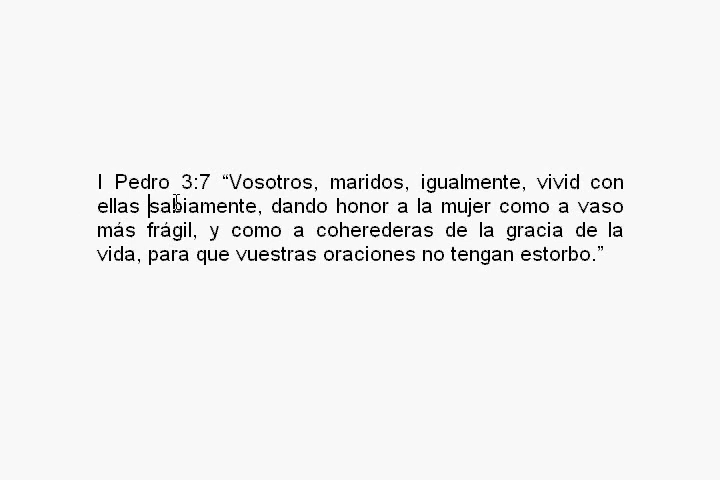 I Pedro 3:7 “Vosotros, maridos, igualmente, vivid con
ellas sabiamente, dando honor a la mujer como a vaso
más frágil, y como a coherederas de la gracia de la
vida, para que vuestras oraciones no tengan estorbo.”